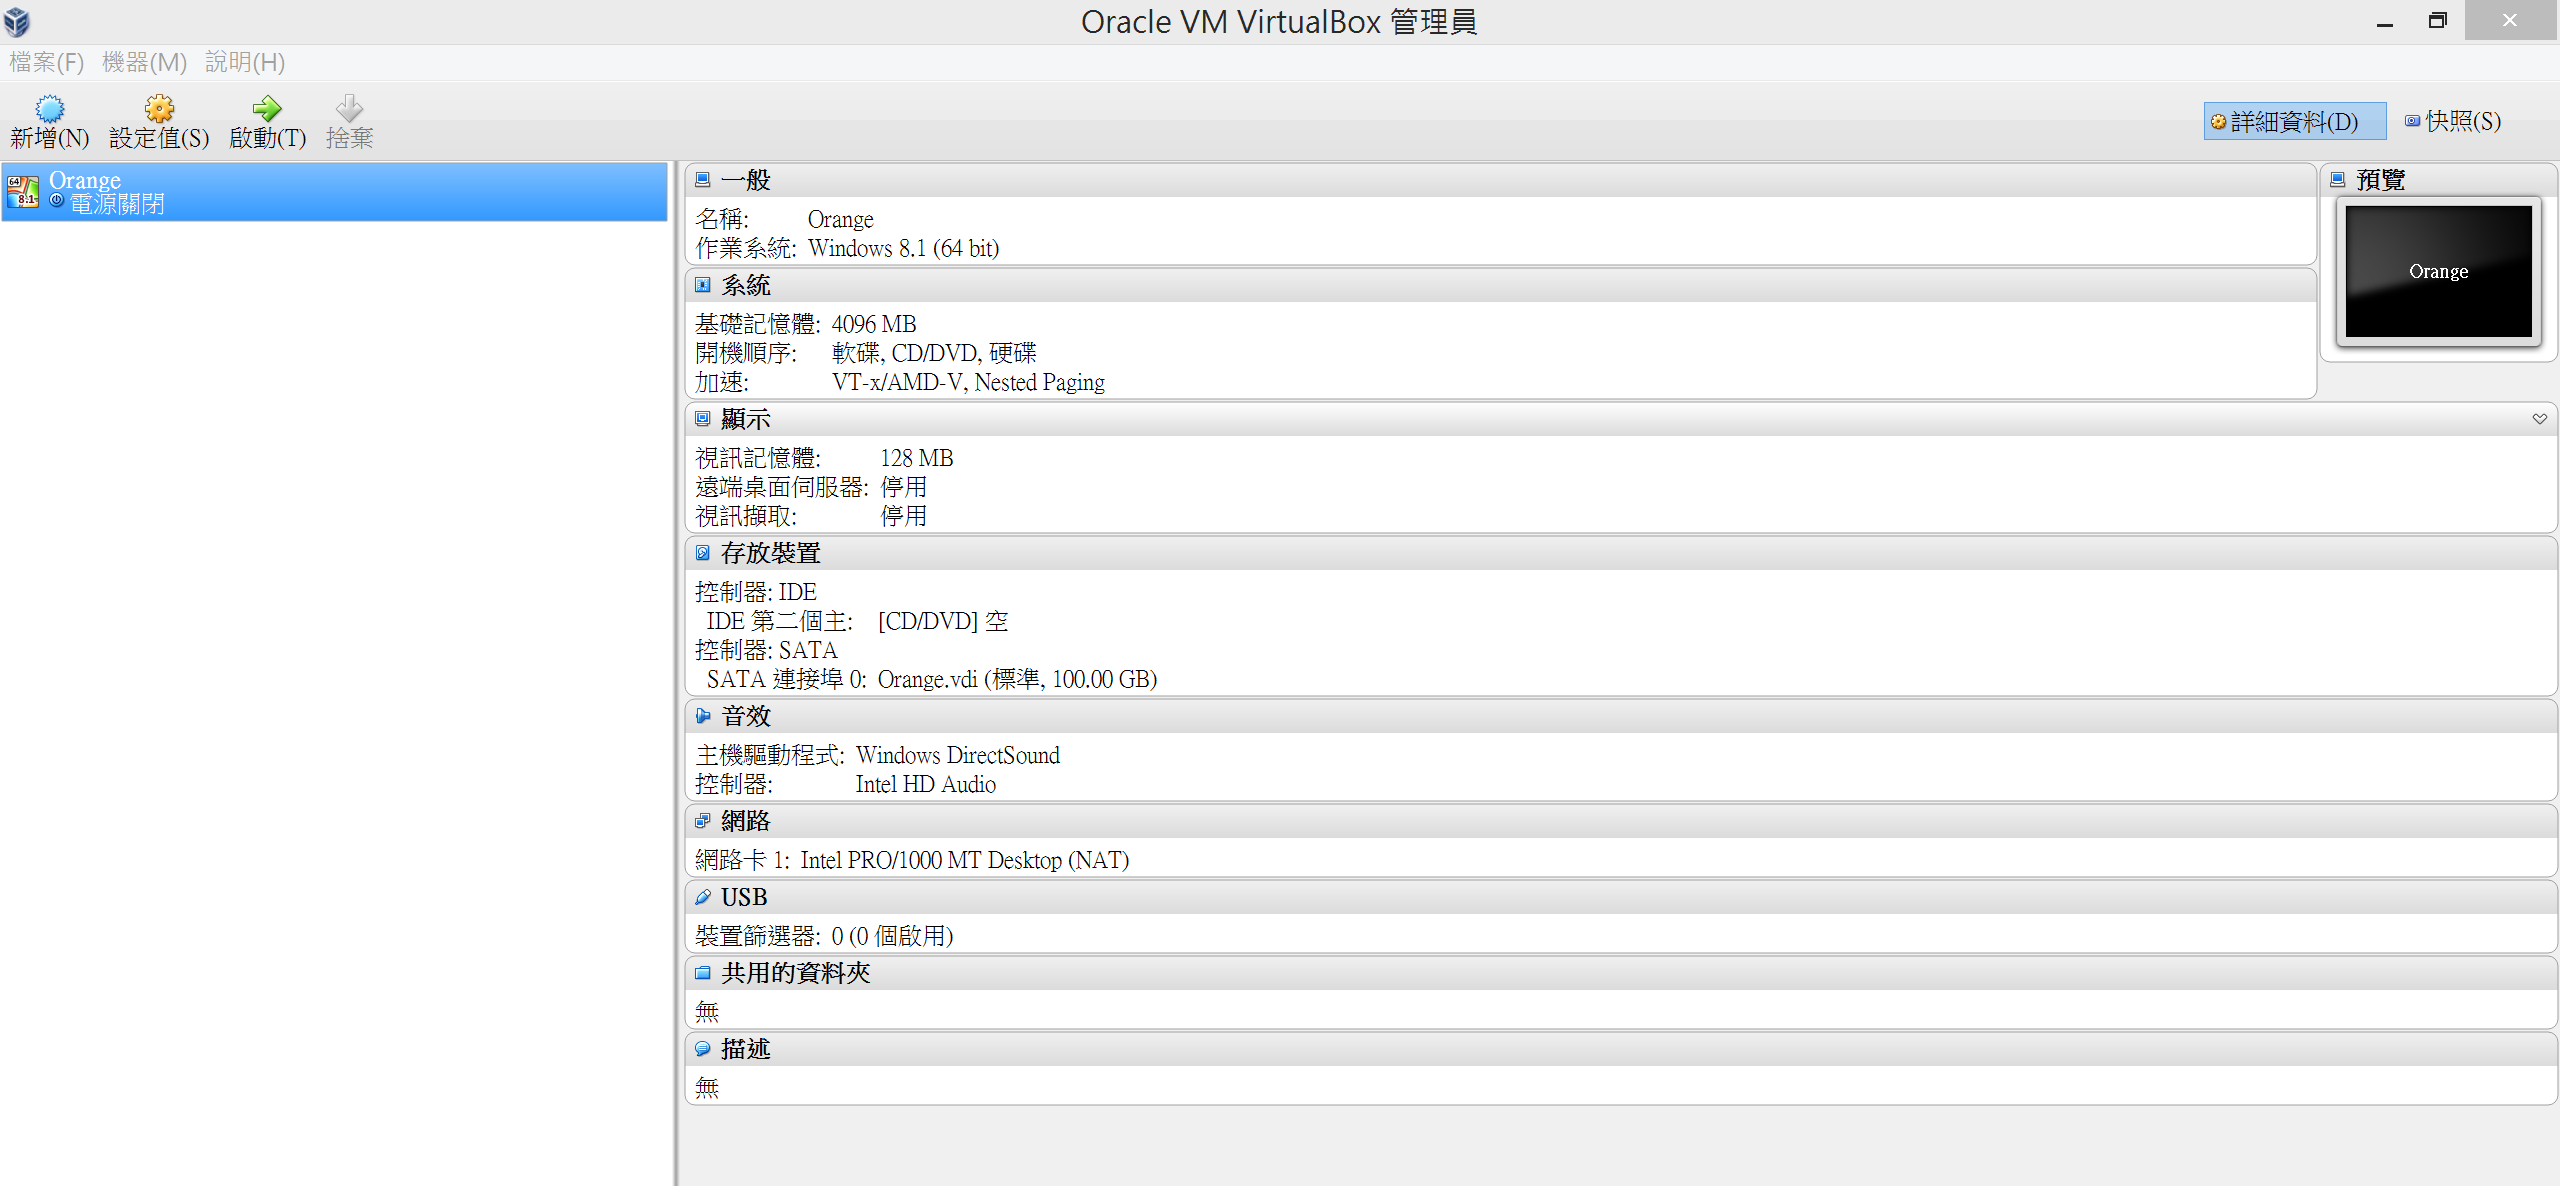 Oracle VM VirtualBox 管理員
檔案(F) 機器(M) 說明(H)
新增(N) 設定值(S) 啟動(T) 捨棄
詳細資料(D) 快照(S)
64
8.1
Orange
電源關閉
一般
名稱: Orange
作業系統: Windows 8.1 (64 bit)
預覽
Orange
系統
基礎記憶體: 4096 MB
開機順序: 軟碟, CD/DVD, 硬碟
加速: VT-x/AMD-V, Nested Paging
顯示
視訊記憶體: 128 MB
遠端桌面伺服器: 停用
視訊擷取: 停用
存放裝置
控制器: IDE
IDE 第二個主: [CD/DVD] 空
控制器: SATA
SATA 連接埠 0: Orange.vdi (標準, 100.00 GB)
音效
主機驅動程式: Windows DirectSound
控制器: Intel HD Audio
網路
網路卡 1: Intel PRO/1000 MT Desktop (NAT)
USB
裝置篩選器: 0 (0 個啟用)
共用的資料夾
無
描述
無